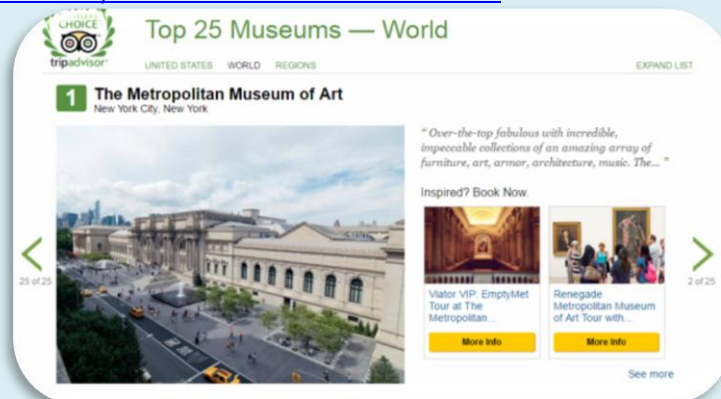 CHOICE
tripadvisor
Top 25 Museums — World
UNITED STATES WORLD REGIONS EXPAND LIST
1 The Metropolitan Museum of Art
New York City, New York
“ Over-the-top fabulous with incredible,
impeccable collections of an amazing array of
furniture, art, armor, architecture, music. The... ”
Inspired? Book Now.
25 of 25
2 of 25
Viator VIP: EmptyMet
Tour at The
Metropolitan...
More Info
Renegade
Metropolitan Museum
of Art Tour with...
More Info
See more